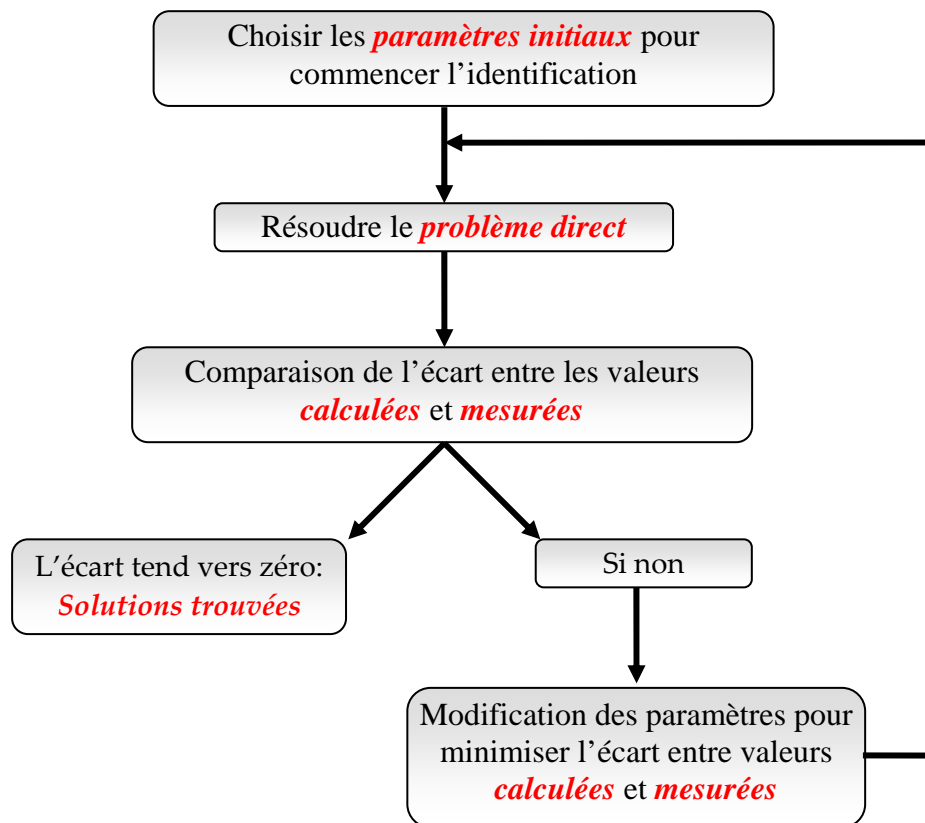 Choisir les paramètres initiaux pour
commencer l’identification
Résoudre le problème direct
Comparaison de l’écart entre les valeurs
calculées et mesurées
L’écart tend vers zéro:
Solutions trouvées
Si non
Modification des paramètres pour
minimiser l’écart entre valeurs
calculées et mesurées